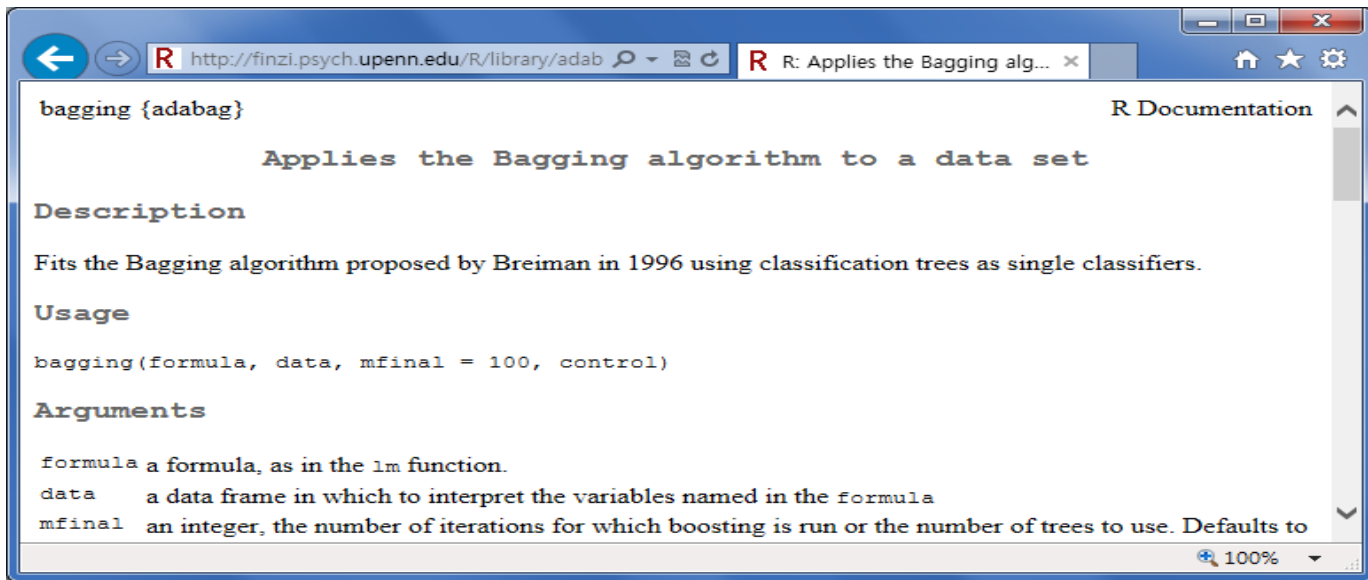 R http://finzi.psych.upenn.edu/R/library/adab
R R: Applies the Bagging alg...
bagging {adabag} R Documentation
Applies the Bagging algorithm to a data set
Description
Fits the Bagging algorithm proposed by Breiman in 1996 using classification trees as single classifiers.
Usage
bagging(formula, data, mfinal = 100, control)
Arguments
formula a formula, as in the lm function.
data a data frame in which to interpret the variables named in the formula
mfinal an integer, the number of iterations for which boosting is run or the number of trees to use. Defaults to
100%